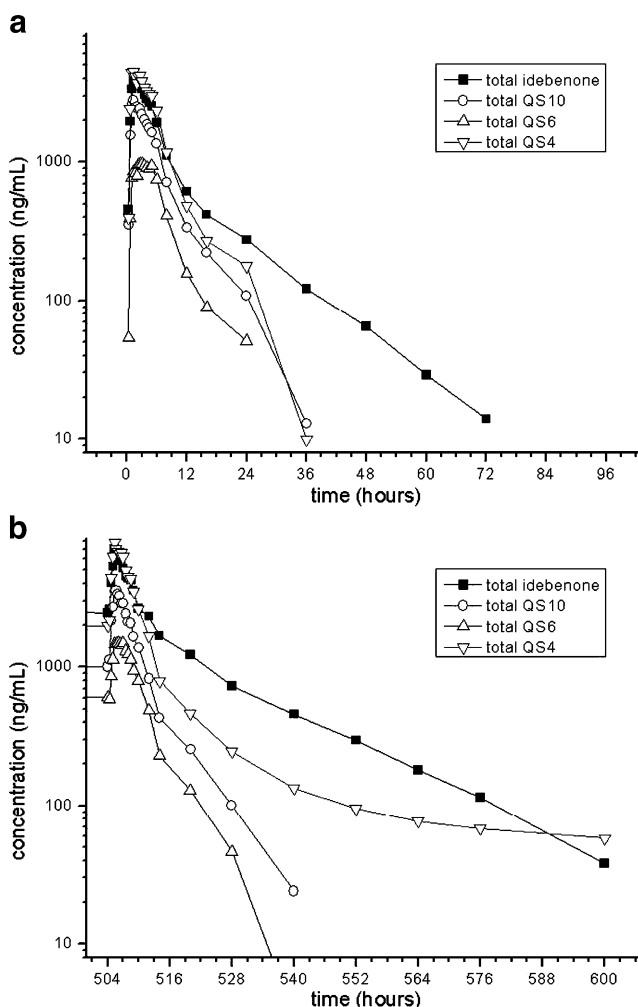 a
concentration (ng/mL)
1000
100
10
total idebenone
total QS10
total QS6
total QS4
0 12 24 36 48 60 72 84 96
time (hours)
b
concentration (ng/mL)
1000
100
10
total idebenone
total QS10
total QS6
total QS4
504 516 528 540 552 564 576 600
time (hours)